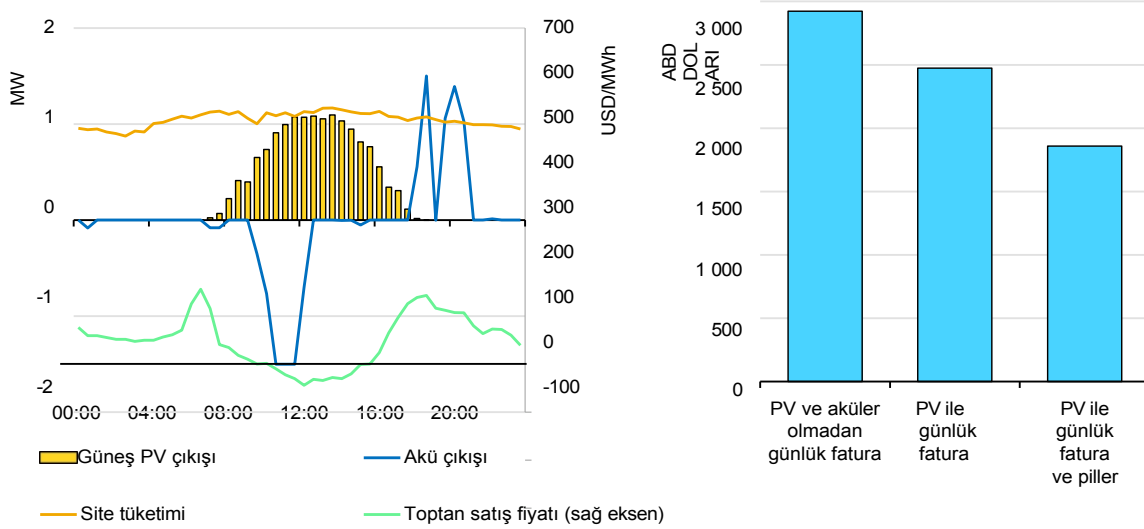 2
1
0
-1
-2
MW
700
600
500
400
300
200
100
0
-100
USD/MWh
00:00 04:00 08:00 12:00 16:00 20:00
Güneş PV çıkışı
Akü çıkışı
Site tüketimi
Toptan satış fiyatı (sağ eksen)
ABD
DOL
ARI
3 000
2 500
2 000
1 500
1 000
500
0
PV ve aküler
olmadan
günlük fatura
PV ile
günlük
fatura
PV ile
günlük
fatura
ve piller